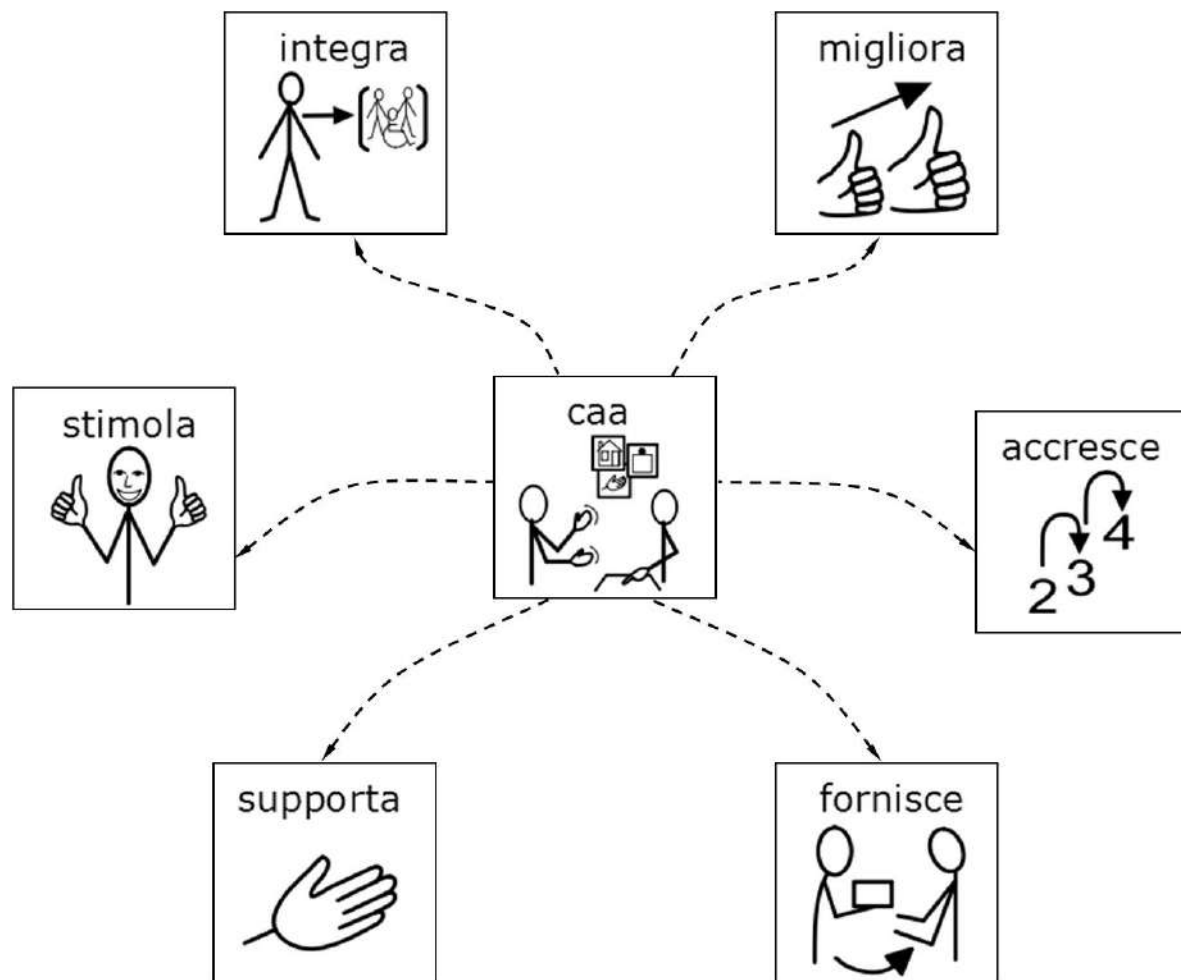 integra
migliora
stimola
caa
accresce
2
3
4
supporta
fornisce